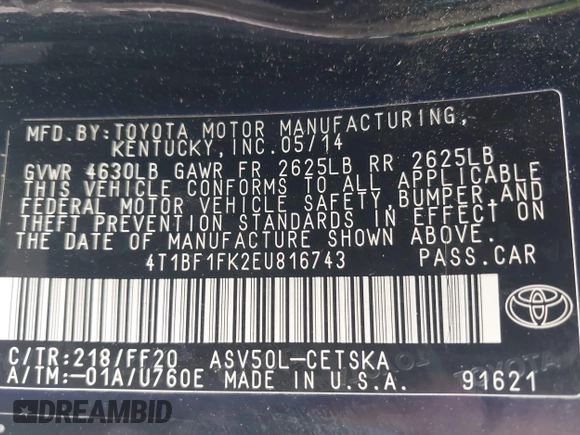 MFD.BY:TOYOTA MOTOR MANUFACTURING,
KENTUCKY,INC.05/14
GVWR 4630LB GAWR FR 2625LB RR 2625LB
THIS VEHICLE CONFORMS TO ALL APPLICABLE
FEDERAL MOTOR VEHICLE SAFETY,BUMPER,AND
THEFT PREVENTION STANDARDS IN EFFECT ON
THE DATE OF MANUFACTURE SHOWN ABOVE.
4T1BF1FK2EU816743 PASS.CAR
C/TR:218/FF20 ASV50L-CETSKA
A/TM:-01A/U760E MADE IN U.S.A. 91621
DREAMBID